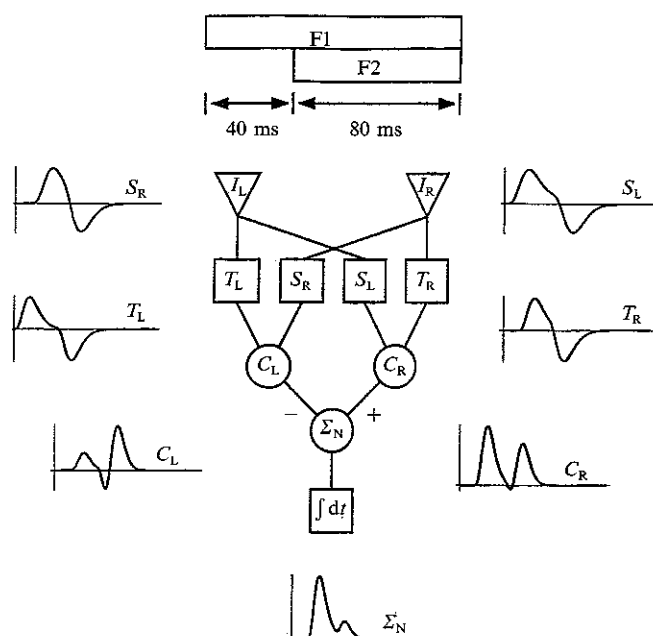 F1
F2
40 ms 80 ms
S_R I_L I_R S_L
T_L S_R S_L T_R
T_L T_R
C_L C_R
− +
Σ_N
C_L C_R
∫ dt
Σ_N